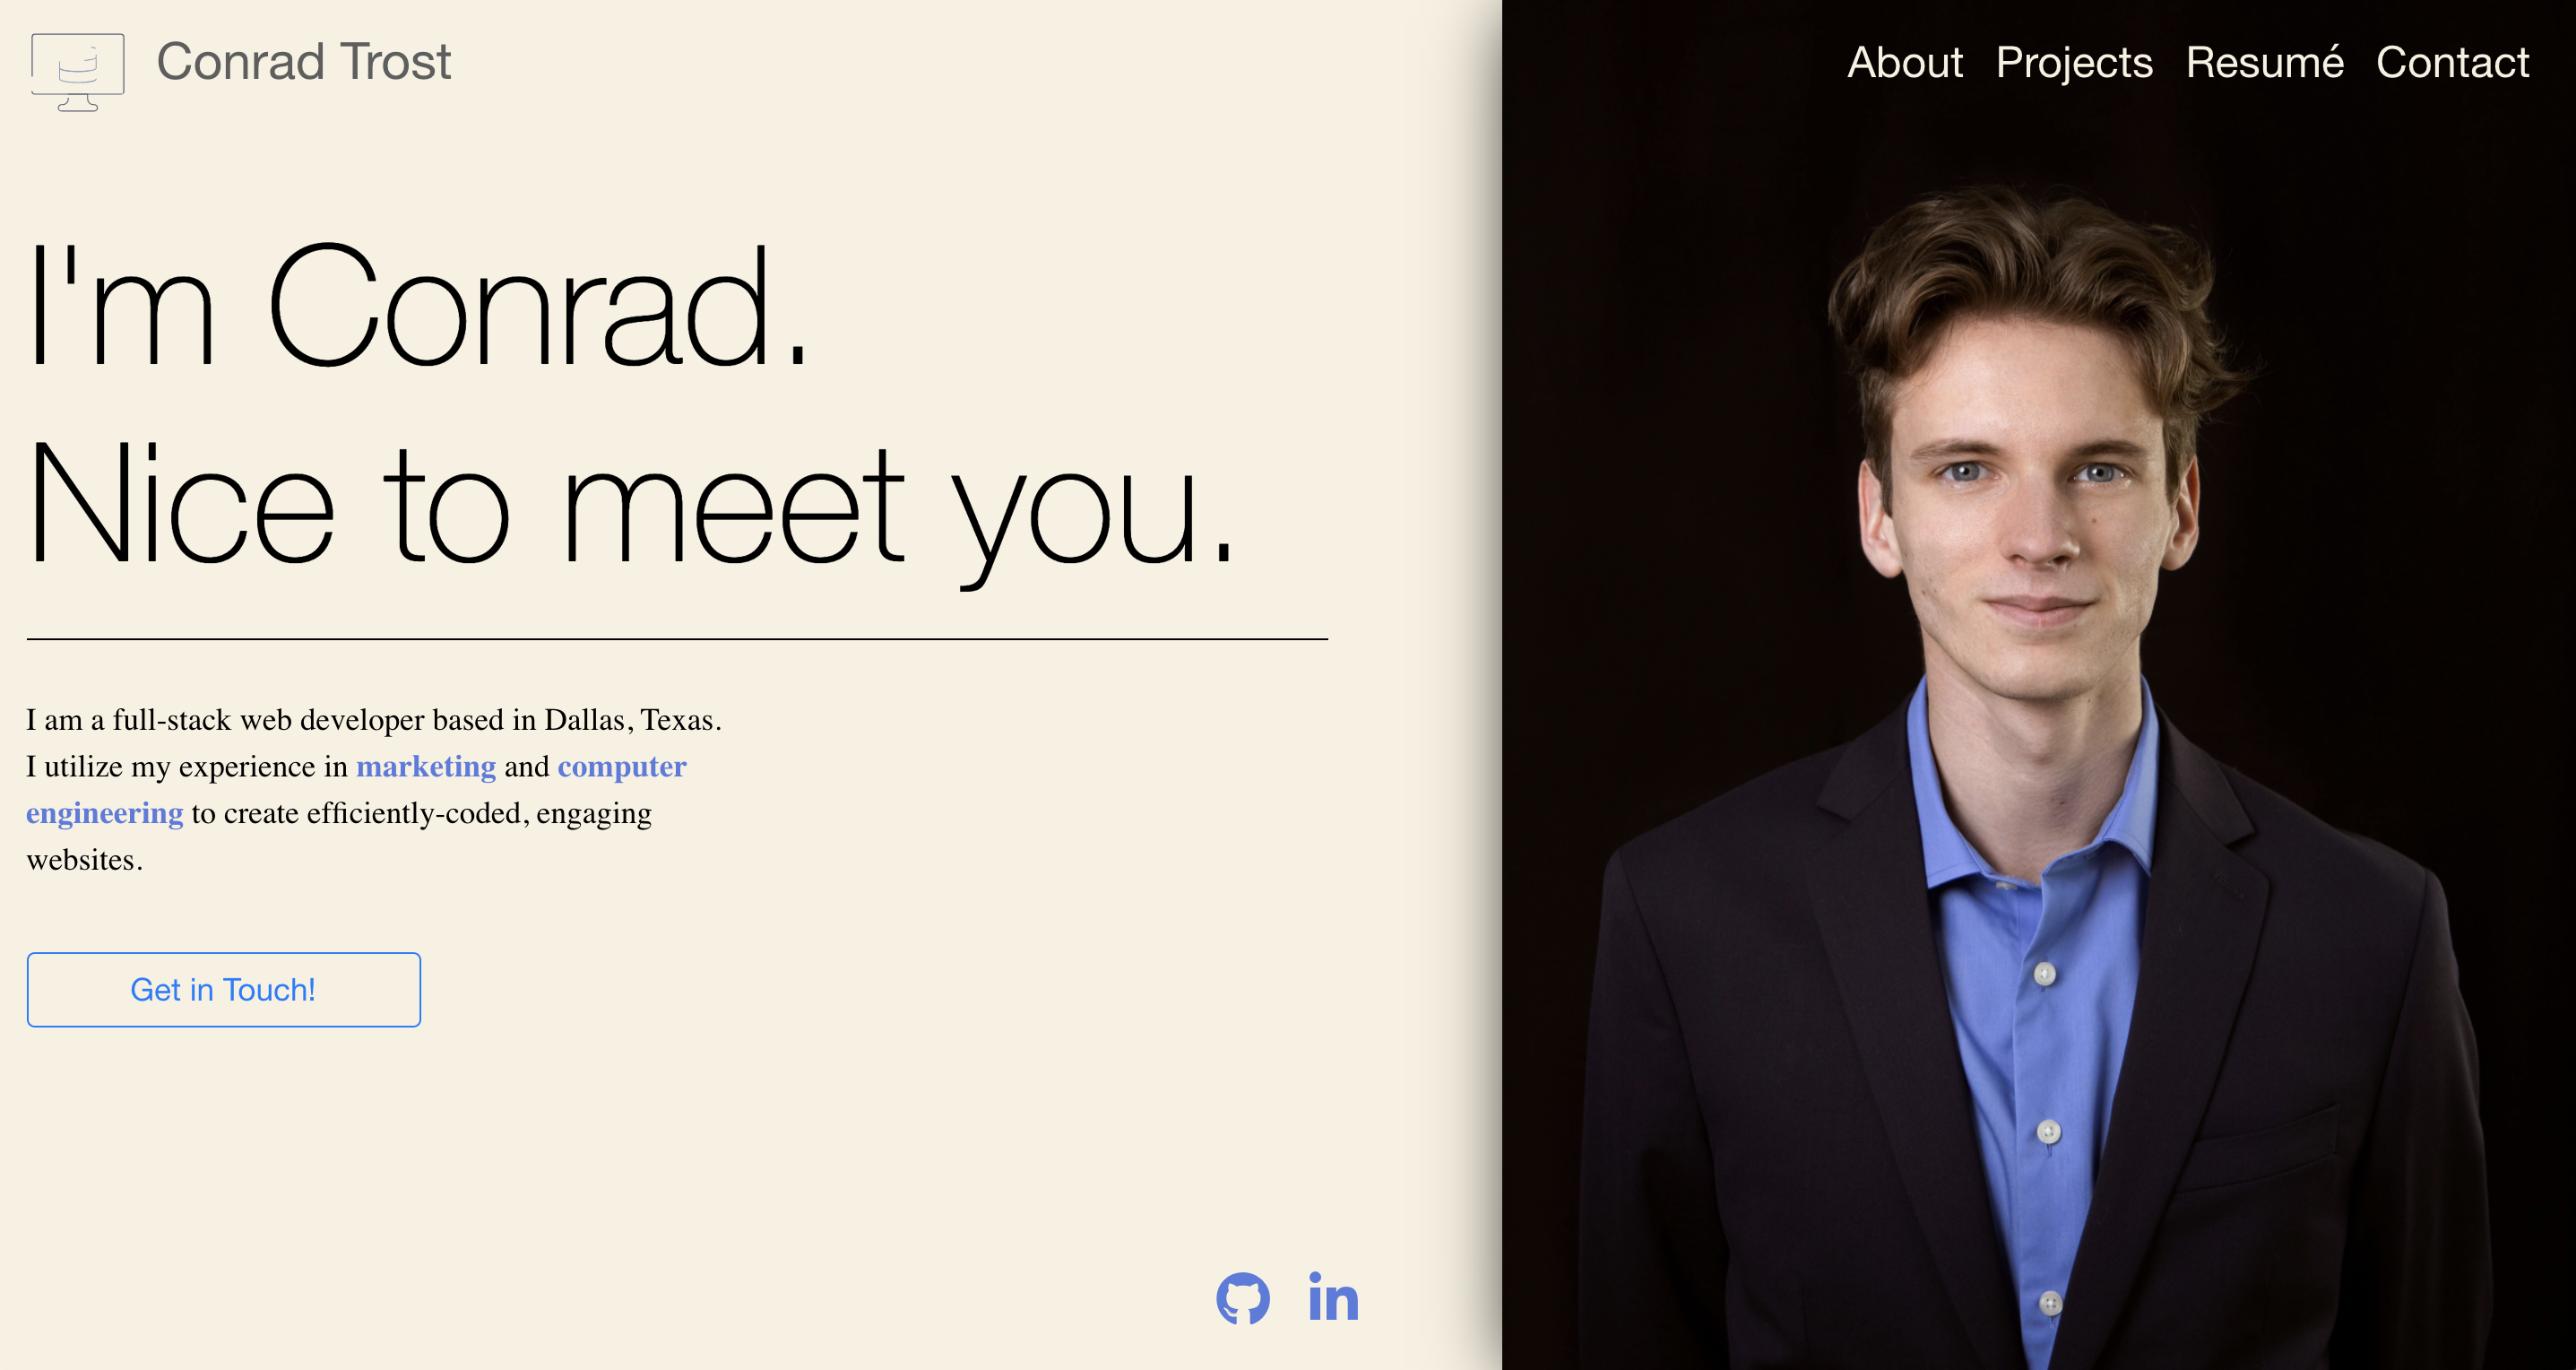 Conrad Trost
About Projects Resumé Contact
I'm Conrad.
Nice to meet you.
I am a full-stack web developer based in Dallas, Texas.
I utilize my experience in marketing and computer
engineering to create efficiently-coded, engaging
websites.
Get in Touch!
in